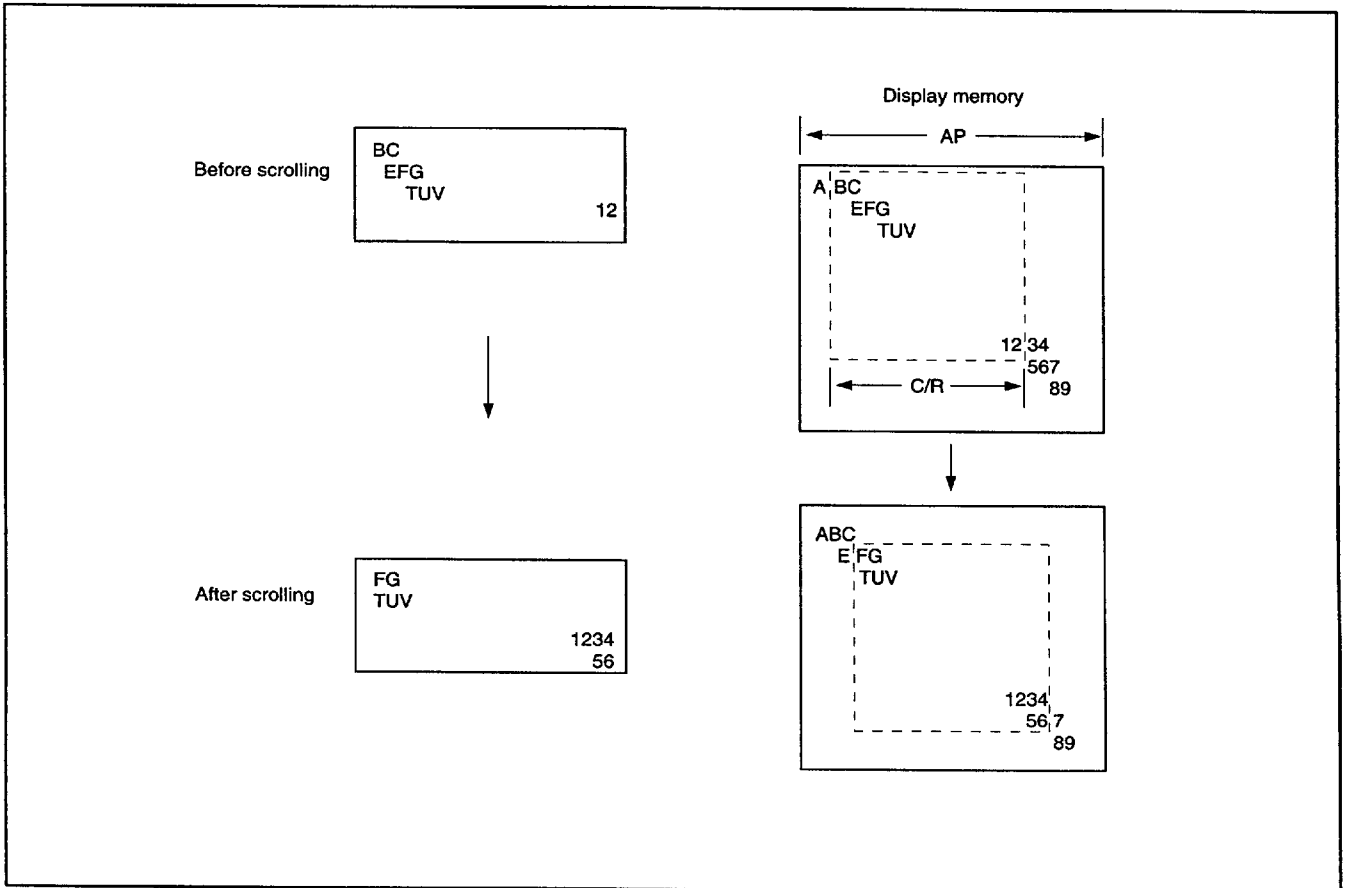 Display memory
AP
Before scrolling
BC
EFG
TUV
12
A BC
EFG
TUV
12 34
567
89
C/R
After scrolling
FG
TUV
1234
56
ABC
E FG
TUV
1234
56 7
89